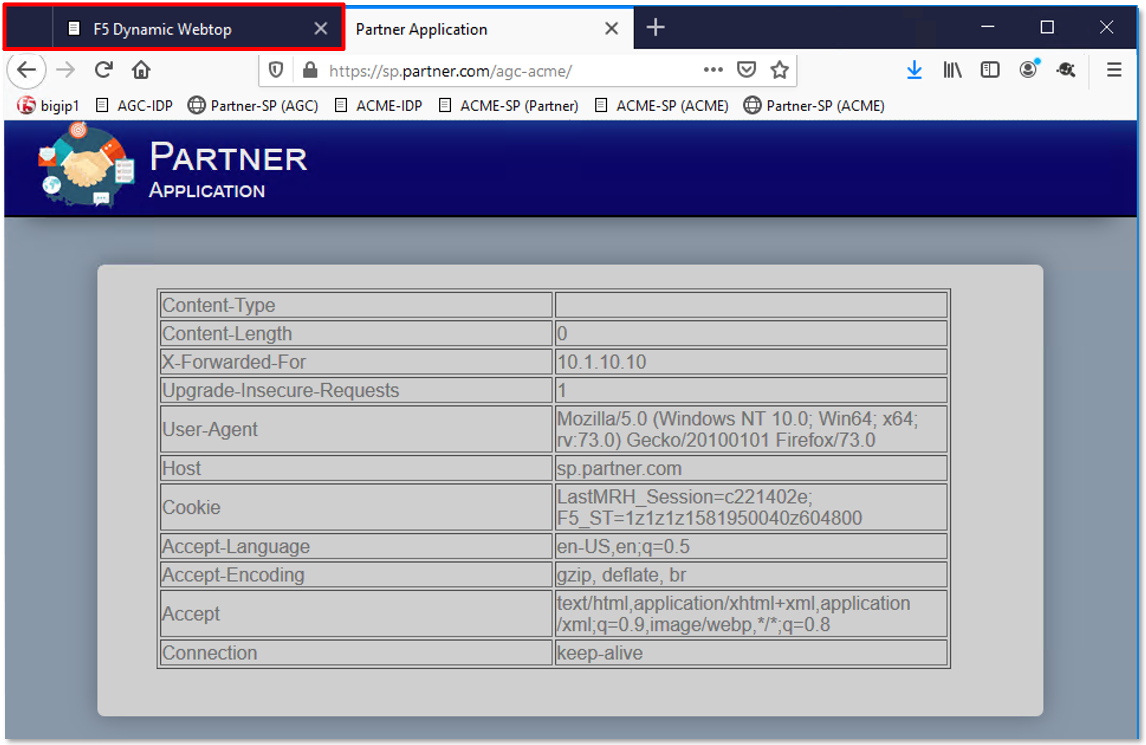 F5 Dynamic Webtop
Partner Application
https://sp.partner.com/agc-acme/
bigip1 AGC-IDP Partner-SP (AGC) ACME-IDP ACME-SP (Partner) ACME-SP (ACME) Partner-SP (ACME)
PARTNER
APPLICATION
Content-Type
Content-Length 0
X-Forwarded-For 10.1.10.10
Upgrade-Insecure-Requests 1
User-Agent Mozilla/5.0 (Windows NT 10.0; Win64; x64;
rv:73.0) Gecko/20100101 Firefox/73.0
Host sp.partner.com
Cookie LastMRH_Session=c221402e;
F5_ST=1z1z1z1581950040z604800
Accept-Language en-US,en;q=0.5
Accept-Encoding gzip, deflate, br
Accept text/html,application/xhtml+xml,application
/xml;q=0.9,image/webp,*/*;q=0.8
Connection keep-alive